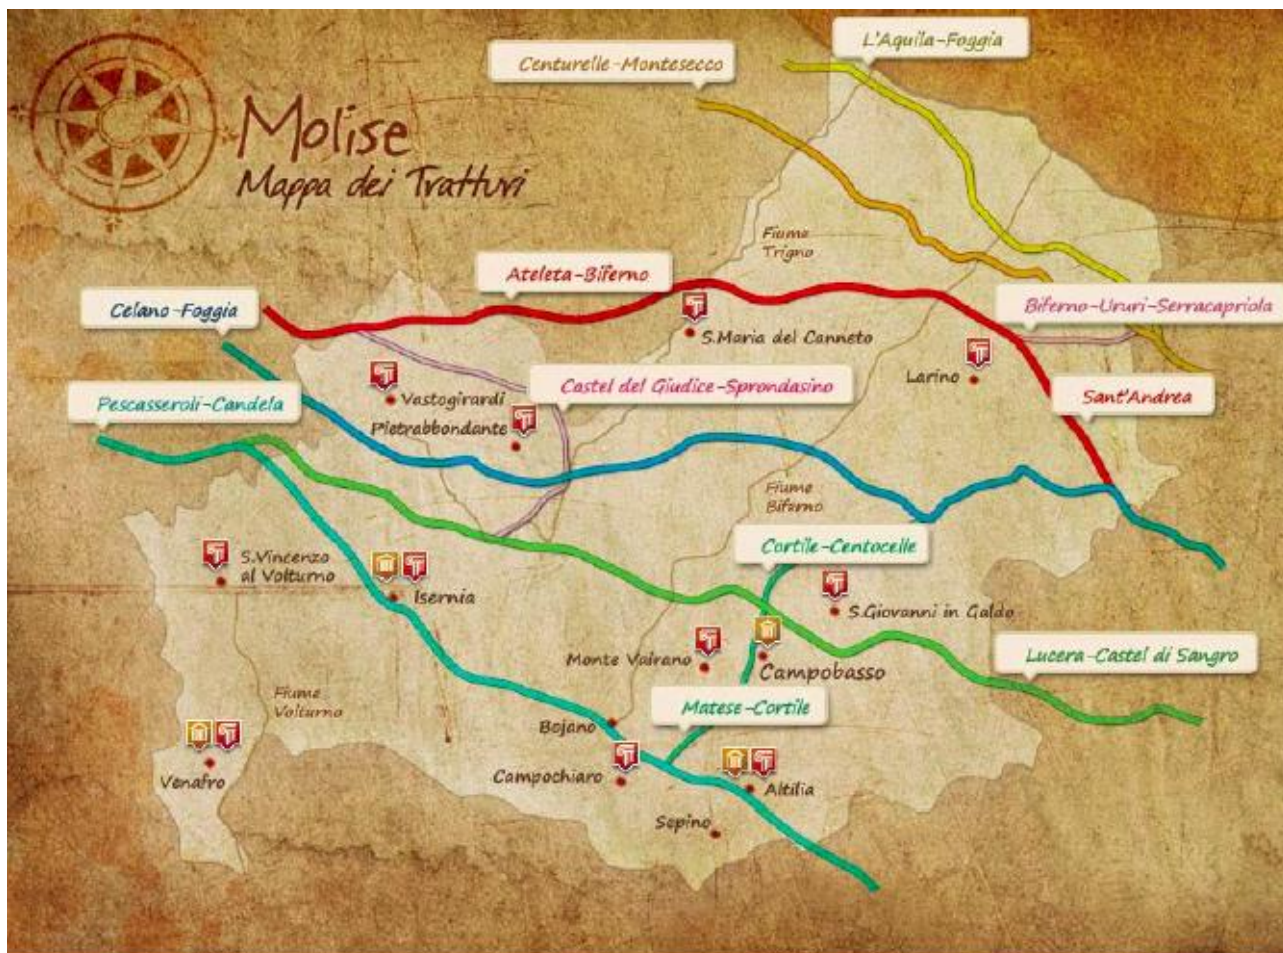 L'Aquila-Foggia
Centurelle-Montesecco
Molise
Mappa dei Tratturi
Fiume
Trigno
Ateleta-Biferno
Celano-Foggia
Biferno-Ururi-Serracapriola
S.Maria del Canneto
Larino
Vastogirardi
Castel del Giudice-Sprondasino
Sant'Andrea
Pescasseroli-Candela
Pietrabbondante
Fiume
Biferno
Cortile-Centocelle
S.Vincenzo
al Volturno
Isernia
S.Giovanni in Galdo
Monte Vairano
Campobasso
Lucera-Castel di Sangro
Fiume
Volturno
Matese-Cortile
Bojano
Venafro
Campochiaro
Altilia
Sepino